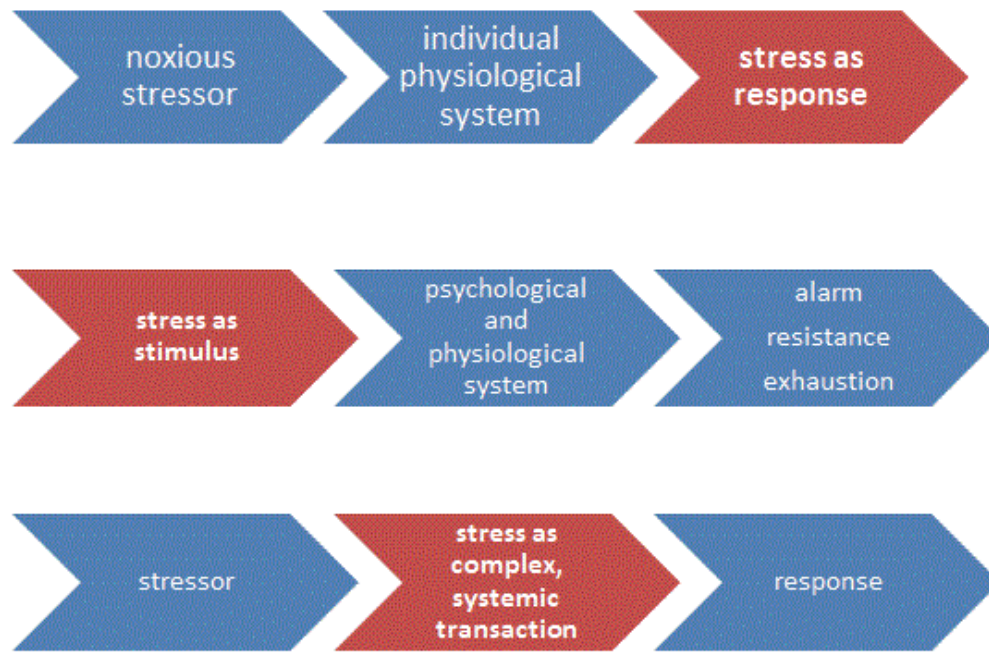 noxious
stressor
individual
physiological
system
stress as
response
stress as
stimulus
psychological
and
physiological
system
alarm
resistance
exhaustion
stressor
stress as
complex,
systemic
transaction
response